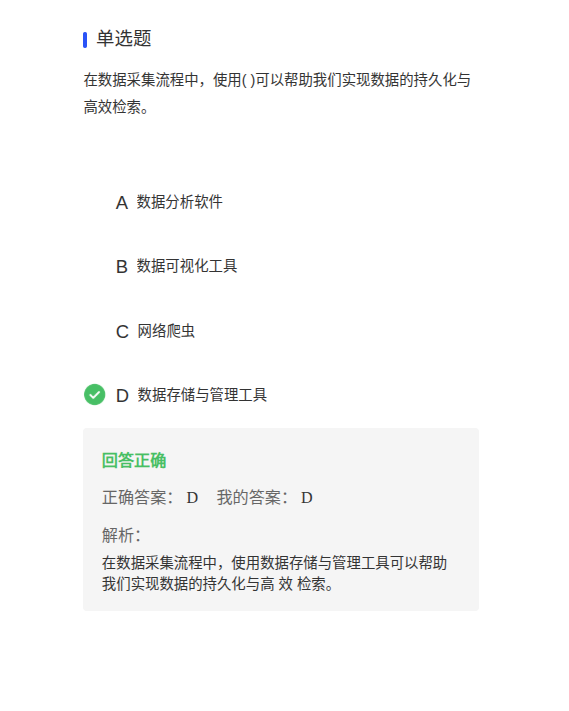 单选题
在数据采集流程中，使用( )可以帮助我们实现数据的持久化与
高效检索。
A 数据分析软件
B 数据可视化工具
C 网络爬虫
D 数据存储与管理工具
回答正确
正确答案： D 我的答案： D
解析：
在数据采集流程中，使用数据存储与管理工具可以帮助
我们实现数据的持久化与高 效 检索。